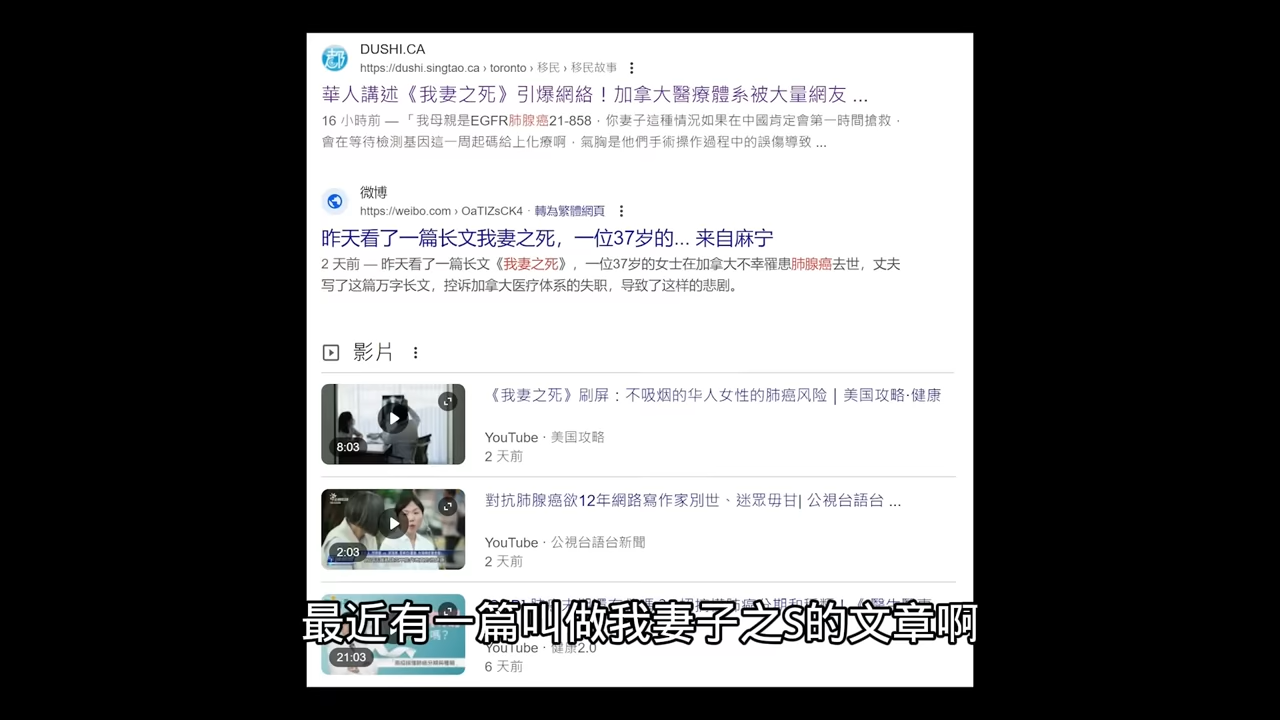 DUSHI.CA
https://dushi.singtao.ca › toronto › 移民 › 移民故事
華人講述《我妻之死》引爆網絡！加拿大醫療體系被大量網友 ...
16 小時前 — 「我母親是EGFR肺腺癌21-858，你妻子這種情況如果在中國肯定會第一時間搶救，
會在等待檢測基因這一周起碼給上化療啊，氣胸是他們手術操作過程中的誤傷導致 ...
微博
https://weibo.com › OaTIZsCK4 · 轉為繁體網頁
昨天看了一篇长文我妻之死，一位37岁的... 来自麻宁
2 天前 — 昨天看了一篇长文《我妻之死》，一位37岁的女士在加拿大不幸罹患肺腺癌去世，丈夫
写了这篇万字长文，控诉加拿大医疗体系的失职，导致了这样的悲剧。
影片
《我妻之死》刷屏：不吸烟的华人女性的肺癌风险 | 美国攻略·健康
8:03
YouTube · 美国攻略
2 天前
對抗肺腺癌欲12年網路寫作家別世、迷眾毋甘| 公視台語台 ...
2:03
YouTube · 公視台語台新聞
2 天前
最近有一篇叫做我妻子之S的文章啊
YouTube · 健康2.0
21:03
6 天前